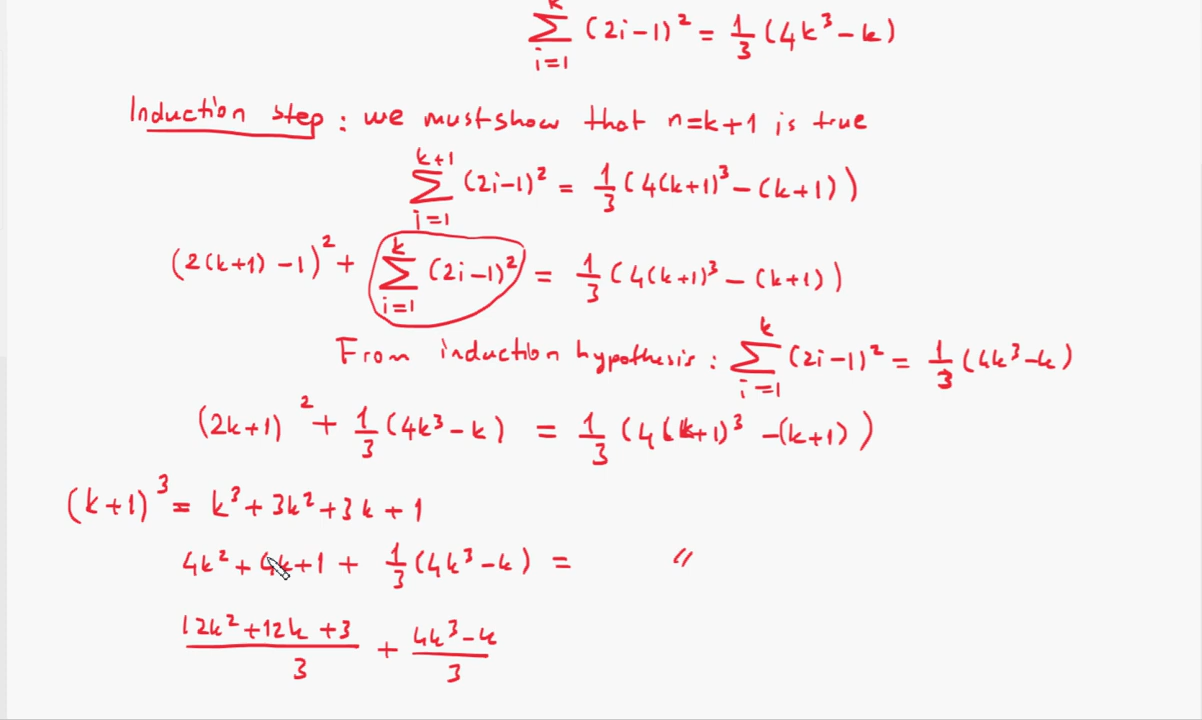 k∑i=1 (2i-1)² = 1/3 (4k³-k)
Induction step : we must show that n=k+1 is true
k+1∑i=1 (2i-1)² = 1/3 (4(k+1)³ - (k+1))
(2(k+1) -1)² + k∑i=1 (2i-1)² = 1/3 (4(k+1)³ - (k+1))
From induction hypothesis : k∑i=1 (2i-1)² = 1/3 (4k³-k)
(2k+1)² + 1/3 (4k³-k) = 1/3 (4(k+1)³ -(k+1))
(k+1)³ = k³+3k²+3k+1
4k²+4k+1 + 1/3 (4k³-k) = "
12k²+12k+3/3 + 4k³-k/3